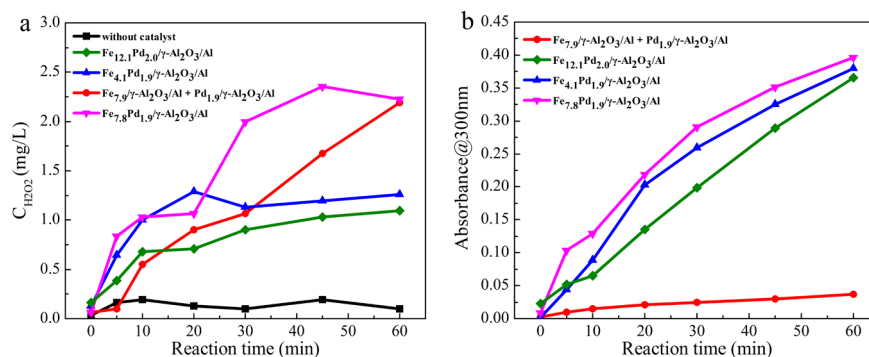 a
3.0
2.5
2.0
1.5
1.0
0.5
0.0
C_H2O2 (mg/L)
without catalyst
Fe12.1Pd2.0/γ-Al2O3/Al
Fe4.1Pd1.9/γ-Al2O3/Al
Fe7.9/γ-Al2O3/Al + Pd1.9/γ-Al2O3/Al
Fe7.8Pd1.9/γ-Al2O3/Al
0 10 20 30 40 50 60
Reaction time (min)
b
0.45
0.40
0.35
0.30
0.25
0.20
0.15
0.10
0.05
0.00
Absorbance@300nm
Fe7.9/γ-Al2O3/Al + Pd1.9/γ-Al2O3/Al
Fe12.1Pd2.0/γ-Al2O3/Al
Fe4.1Pd1.9/γ-Al2O3/Al
Fe7.8Pd1.9/γ-Al2O3/Al
0 10 20 30 40 50 60
Reaction time (min)